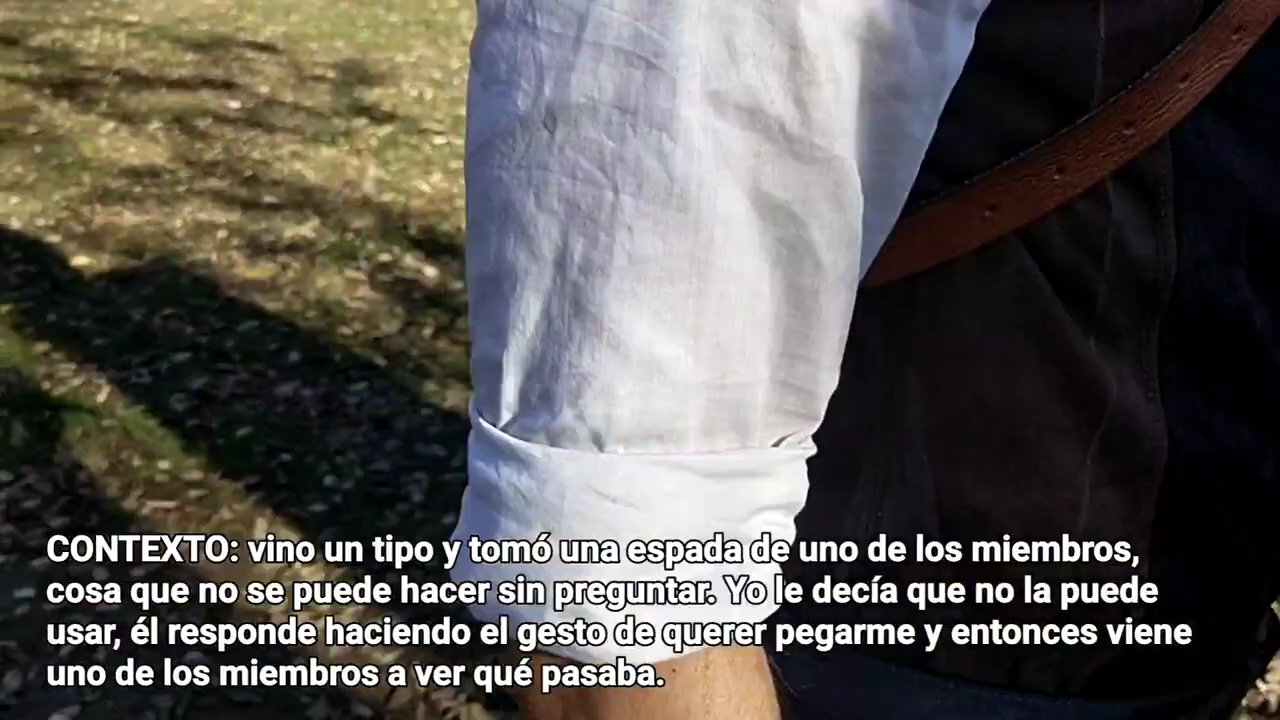 CONTEXTO: vino un tipo y tomó una espada de uno de los miembros,
cosa que no se puede hacer sin preguntar. Yo le decía que no la puede
usar, él responde haciendo el gesto de querer pegarme y entonces viene
uno de los miembros a ver qué pasaba.